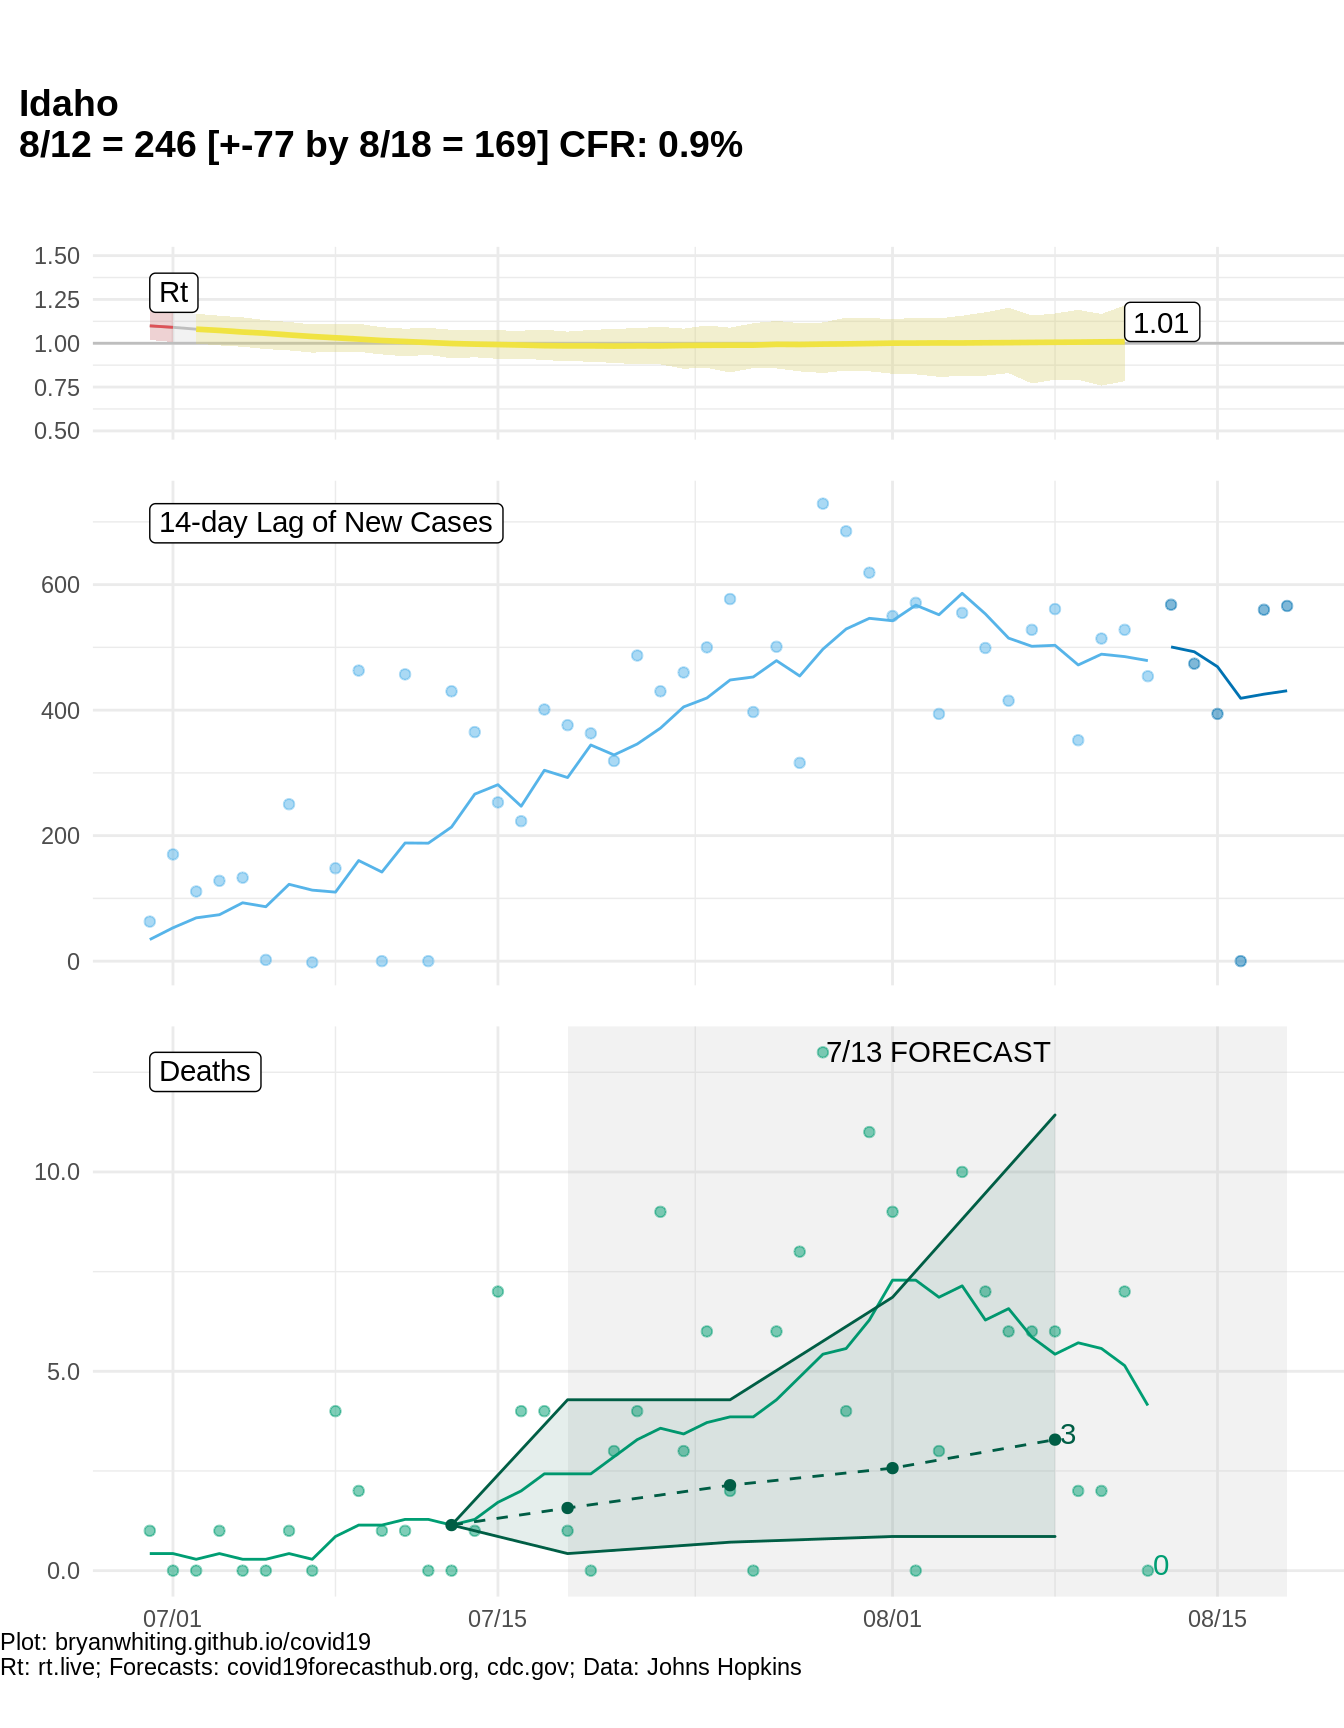 Idaho
8/12 = 246 [+-77 by 8/18 = 169] CFR: 0.9%
1.50
1.25
1.00
0.75
0.50
Rt
1.01
14-day Lag of New Cases
600
400
200
0
Deaths
7/13 FORECAST
10.0
5.0
0.0
3
0
07/01
07/15
08/01
08/15
Plot: bryanwhiting.github.io/covid19
Rt: rt.live; Forecasts: covid19forecasthub.org, cdc.gov; Data: Johns Hopkins